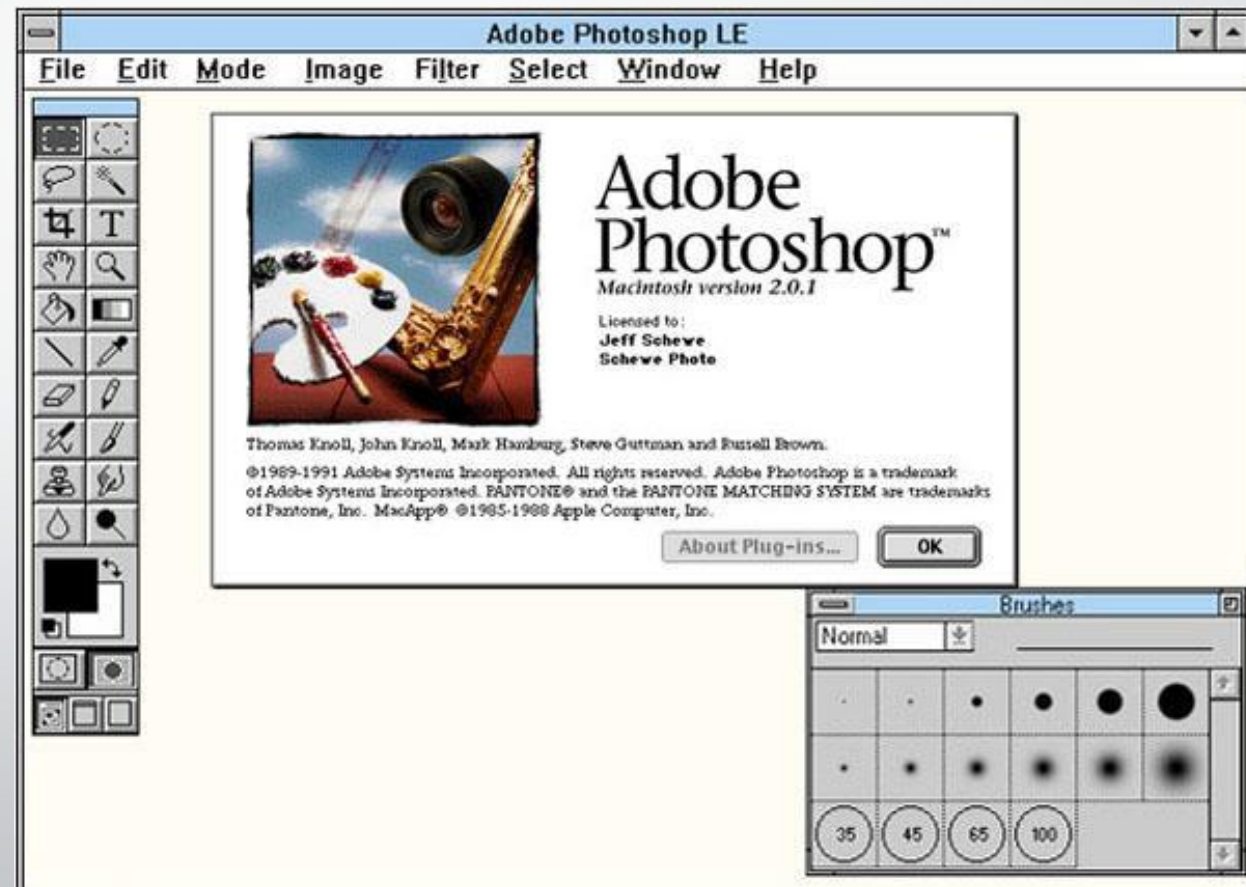 Adobe Photoshop LE
File Edit Mode Image Filter Select Window Help
Adobe
Photoshop™
Macintosh version 2.0.1
Licensed to:
Jeff Schewe
Schewe Photo
T
Thomas Knoll, John Knoll, Mark Hamburg, Steve Guttman and Russell Brown.
©1989-1991 Adobe Systems Incorporated. All rights reserved. Adobe Photoshop is a trademark
of Adobe Systems Incorporated. PANTONE® and the PANTONE MATCHING SYSTEM are trademarks
of Pantone, Inc. MacApp® ©1985-1988 Apple Computer, Inc.
About Plug-ins... OK
Brushes
Normal
35 45 65 100